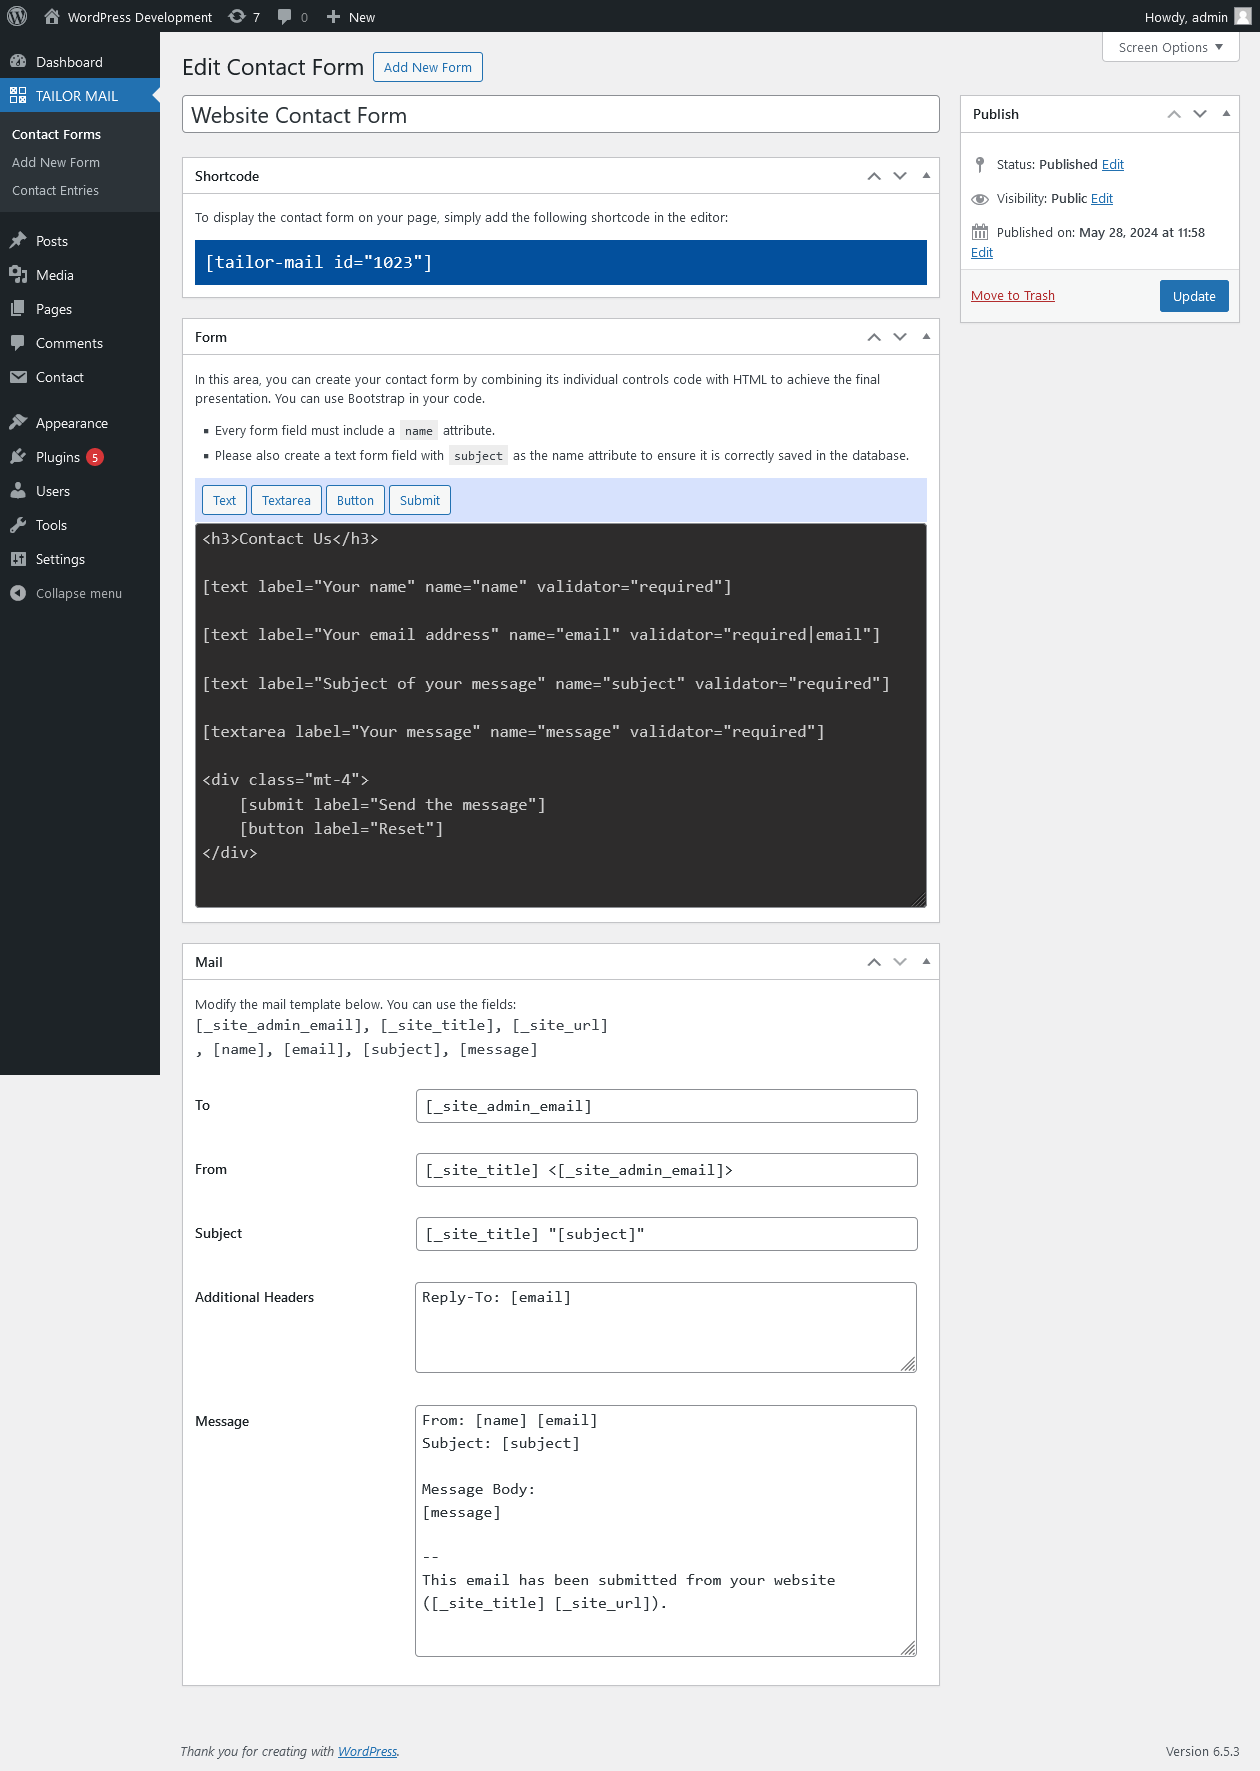 WordPress Development 7 0 New Howdy, admin
Screen Options
Dashboard
TAILOR MAIL
Contact Forms
Add New Form
Contact Entries
Posts
Media
Pages
Comments
Contact
Appearance
Plugins 5
Users
Tools
Settings
Collapse menu
Edit Contact Form Add New Form
Website Contact Form
Shortcode
To display the contact form on your page, simply add the following shortcode in the editor:
[tailor-mail id="1023"]
Form
In this area, you can create your contact form by combining its individual controls code with HTML to achieve the final
presentation. You can use Bootstrap in your code.
Every form field must include a name attribute.
Please also create a text form field with subject as the name attribute to ensure it is correctly saved in the database.
Text Textarea Button Submit
<h3>Contact Us</h3>
[text label="Your name" name="name" validator="required"]
[text label="Your email address" name="email" validator="required|email"]
[text label="Subject of your message" name="subject" validator="required"]
[textarea label="Your message" name="message" validator="required"]
<div class="mt-4">
[submit label="Send the message"]
[button label="Reset"]
</div>
Mail
Modify the mail template below. You can use the fields:
[_site_admin_email], [_site_title], [_site_url]
, [name], [email], [subject], [message]
To [_site_admin_email]
From [_site_title] <[_site_admin_email]>
Subject [_site_title] "[subject]"
Additional Headers Reply-To: [email]
Message From: [name] [email]
Subject: [subject]
Message Body:
[message]
--
This email has been submitted from your website
([_site_title] [_site_url]).
Publish
Status: Published Edit
Visibility: Public Edit
Published on: May 28, 2024 at 11:58
Edit
Move to Trash Update
Thank you for creating with WordPress. Version 6.5.3